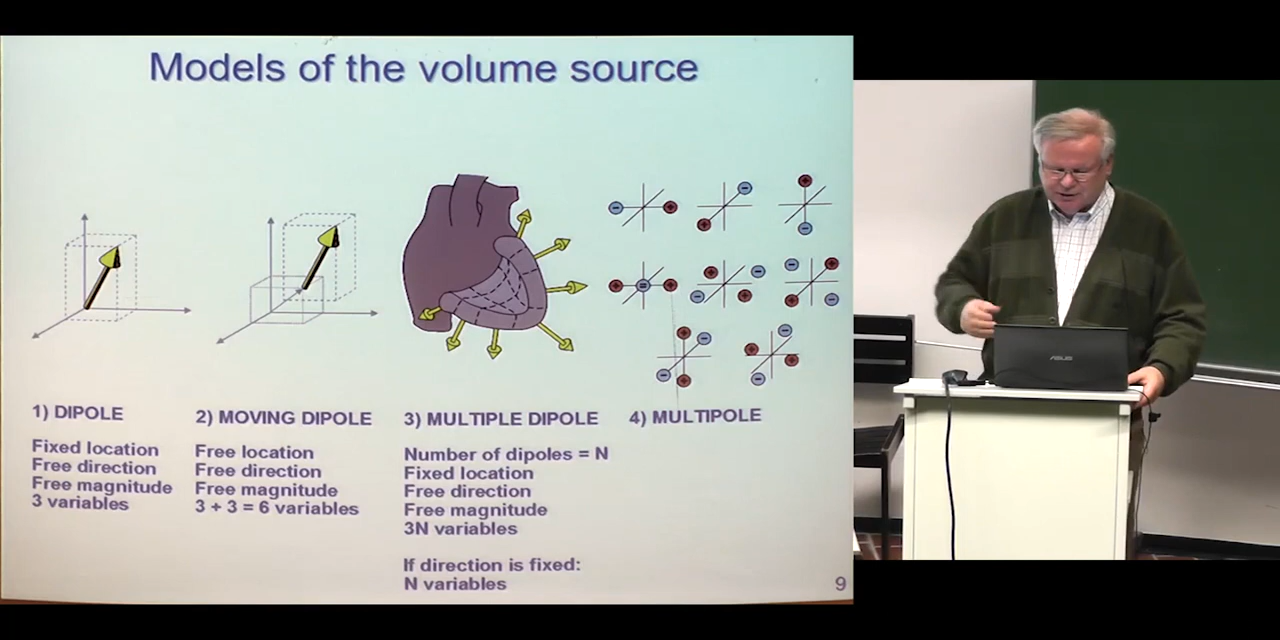 Models of the volume source
1) DIPOLE
Fixed location
Free direction
Free magnitude
3 variables
2) MOVING DIPOLE
Free location
Free direction
Free magnitude
3 + 3 = 6 variables
3) MULTIPLE DIPOLE
Number of dipoles = N
Fixed location
Free direction
Free magnitude
3N variables
If direction is fixed:
N variables
4) MULTIPOLE
9
ASUS